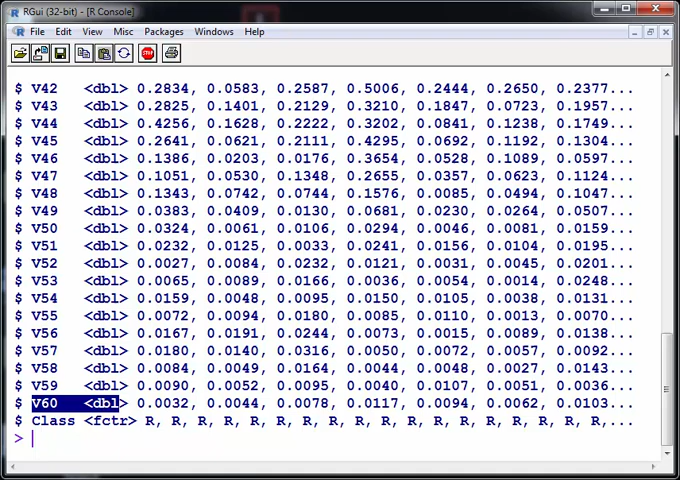 RGui (32-bit) - [R Console]
File Edit View Misc Packages Windows Help
STOP
$ V42 <dbl> 0.2834, 0.0583, 0.2587, 0.5006, 0.2444, 0.2650, 0.2377...
$ V43 <dbl> 0.2825, 0.1401, 0.2129, 0.3210, 0.1847, 0.0723, 0.1957...
$ V44 <dbl> 0.4256, 0.1628, 0.2222, 0.3202, 0.0841, 0.1238, 0.1749...
$ V45 <dbl> 0.2641, 0.0621, 0.2111, 0.4295, 0.0692, 0.1192, 0.1304...
$ V46 <dbl> 0.1386, 0.0203, 0.0176, 0.3654, 0.0528, 0.1089, 0.0597...
$ V47 <dbl> 0.1051, 0.0530, 0.1348, 0.2655, 0.0357, 0.0623, 0.1124...
$ V48 <dbl> 0.1343, 0.0742, 0.0744, 0.1576, 0.0085, 0.0494, 0.1047...
$ V49 <dbl> 0.0383, 0.0409, 0.0130, 0.0681, 0.0230, 0.0264, 0.0507...
$ V50 <dbl> 0.0324, 0.0061, 0.0106, 0.0294, 0.0046, 0.0081, 0.0159...
$ V51 <dbl> 0.0232, 0.0125, 0.0033, 0.0241, 0.0156, 0.0104, 0.0195...
$ V52 <dbl> 0.0027, 0.0084, 0.0232, 0.0121, 0.0031, 0.0045, 0.0201...
$ V53 <dbl> 0.0065, 0.0089, 0.0166, 0.0036, 0.0054, 0.0014, 0.0248...
$ V54 <dbl> 0.0159, 0.0048, 0.0095, 0.0150, 0.0105, 0.0038, 0.0131...
$ V55 <dbl> 0.0072, 0.0094, 0.0180, 0.0085, 0.0110, 0.0013, 0.0070...
$ V56 <dbl> 0.0167, 0.0191, 0.0244, 0.0073, 0.0015, 0.0089, 0.0138...
$ V57 <dbl> 0.0180, 0.0140, 0.0316, 0.0050, 0.0072, 0.0057, 0.0092...
$ V58 <dbl> 0.0084, 0.0049, 0.0164, 0.0044, 0.0048, 0.0027, 0.0143...
$ V59 <dbl> 0.0090, 0.0052, 0.0095, 0.0040, 0.0107, 0.0051, 0.0036...
$ V60 <dbl> 0.0032, 0.0044, 0.0078, 0.0117, 0.0094, 0.0062, 0.0103...
$ Class <fctr> R, R, R, R, R, R, R, R, R, R, R, R, R, R, R, R, R, R,...
>